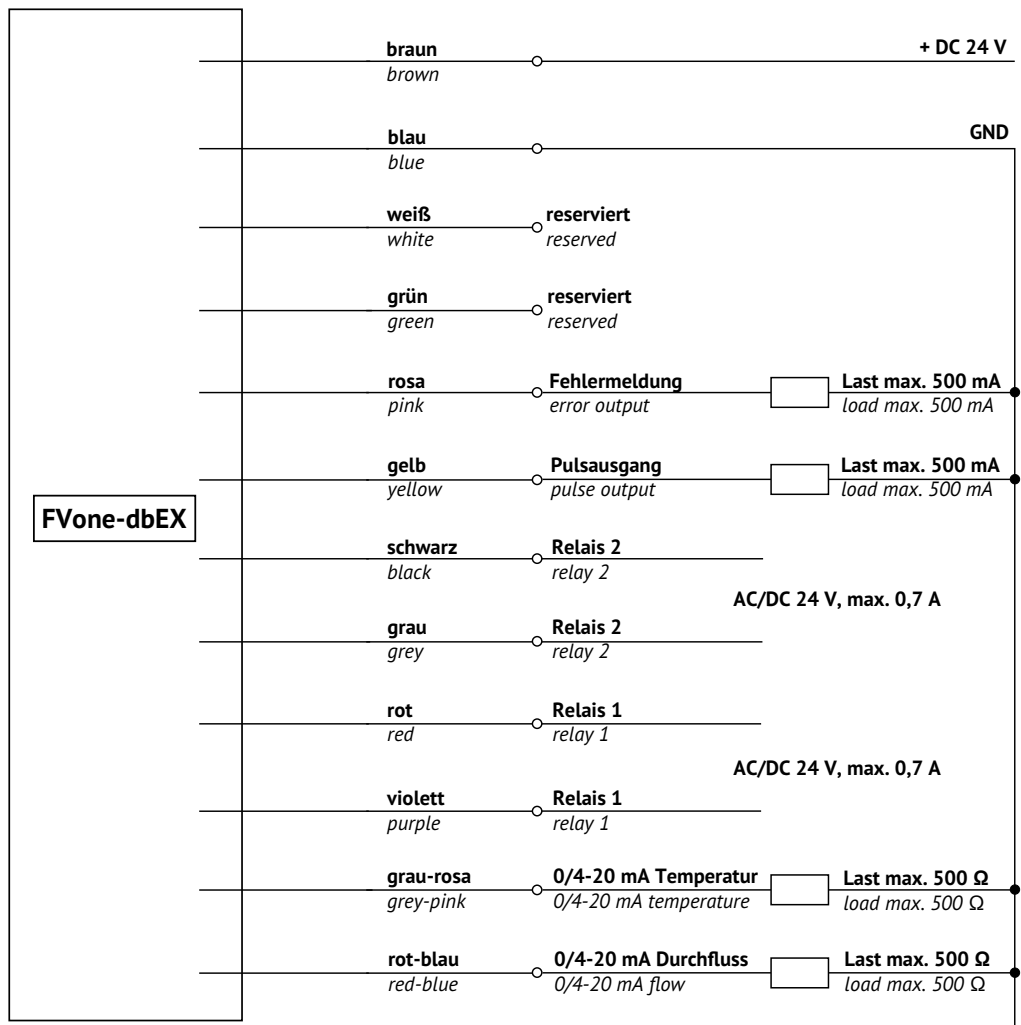 braun
+ DC 24 V
brown
blau
GND
blue
weiß
reserviert
white
reserved
grün
reserviert
green
reserved
rosa
Fehlermeldung
Last max. 500 mA
pink
error output
load max. 500 mA
gelb
Pulsausgang
Last max. 500 mA
yellow
pulse output
load max. 500 mA
FVone-dbEX
schwarz
Relais 2
black
relay 2
AC/DC 24 V, max. 0,7 A
grau
Relais 2
grey
relay 2
rot
Relais 1
red
relay 1
AC/DC 24 V, max. 0,7 A
violett
Relais 1
purple
relay 1
grau-rosa
0/4-20 mA Temperatur
Last max. 500 Ω
grey-pink
0/4-20 mA temperature
load max. 500 Ω
rot-blau
0/4-20 mA Durchfluss
Last max. 500 Ω
red-blue
0/4-20 mA flow
load max. 500 Ω